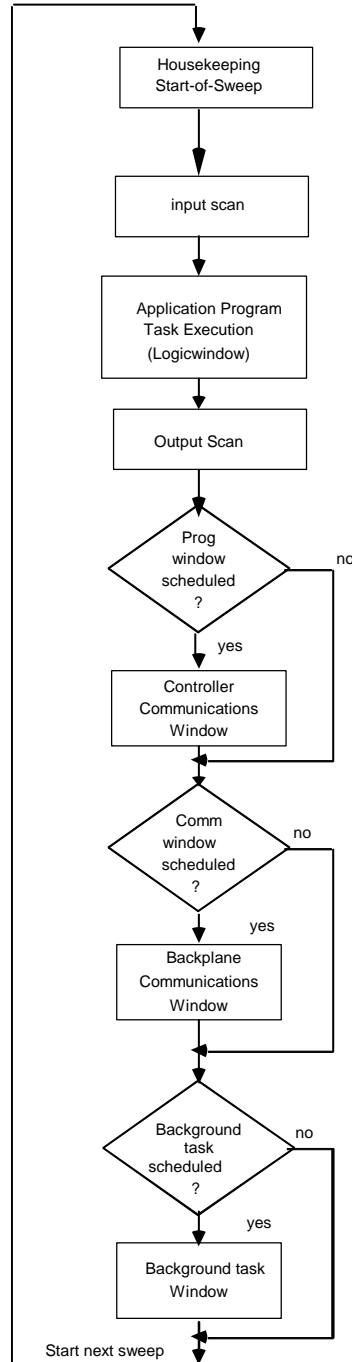 Housekeeping
Start-of-Sweep
input scan
Application Program
Task Execution
(Logicwindow)
Output Scan
Prog
window
scheduled
?
no
yes
Controller
Communications
Window
Comm
window
scheduled
?
no
yes
Backplane
Communications
Window
Background
task
scheduled
?
no
yes
Background task
Window
Start next sweep